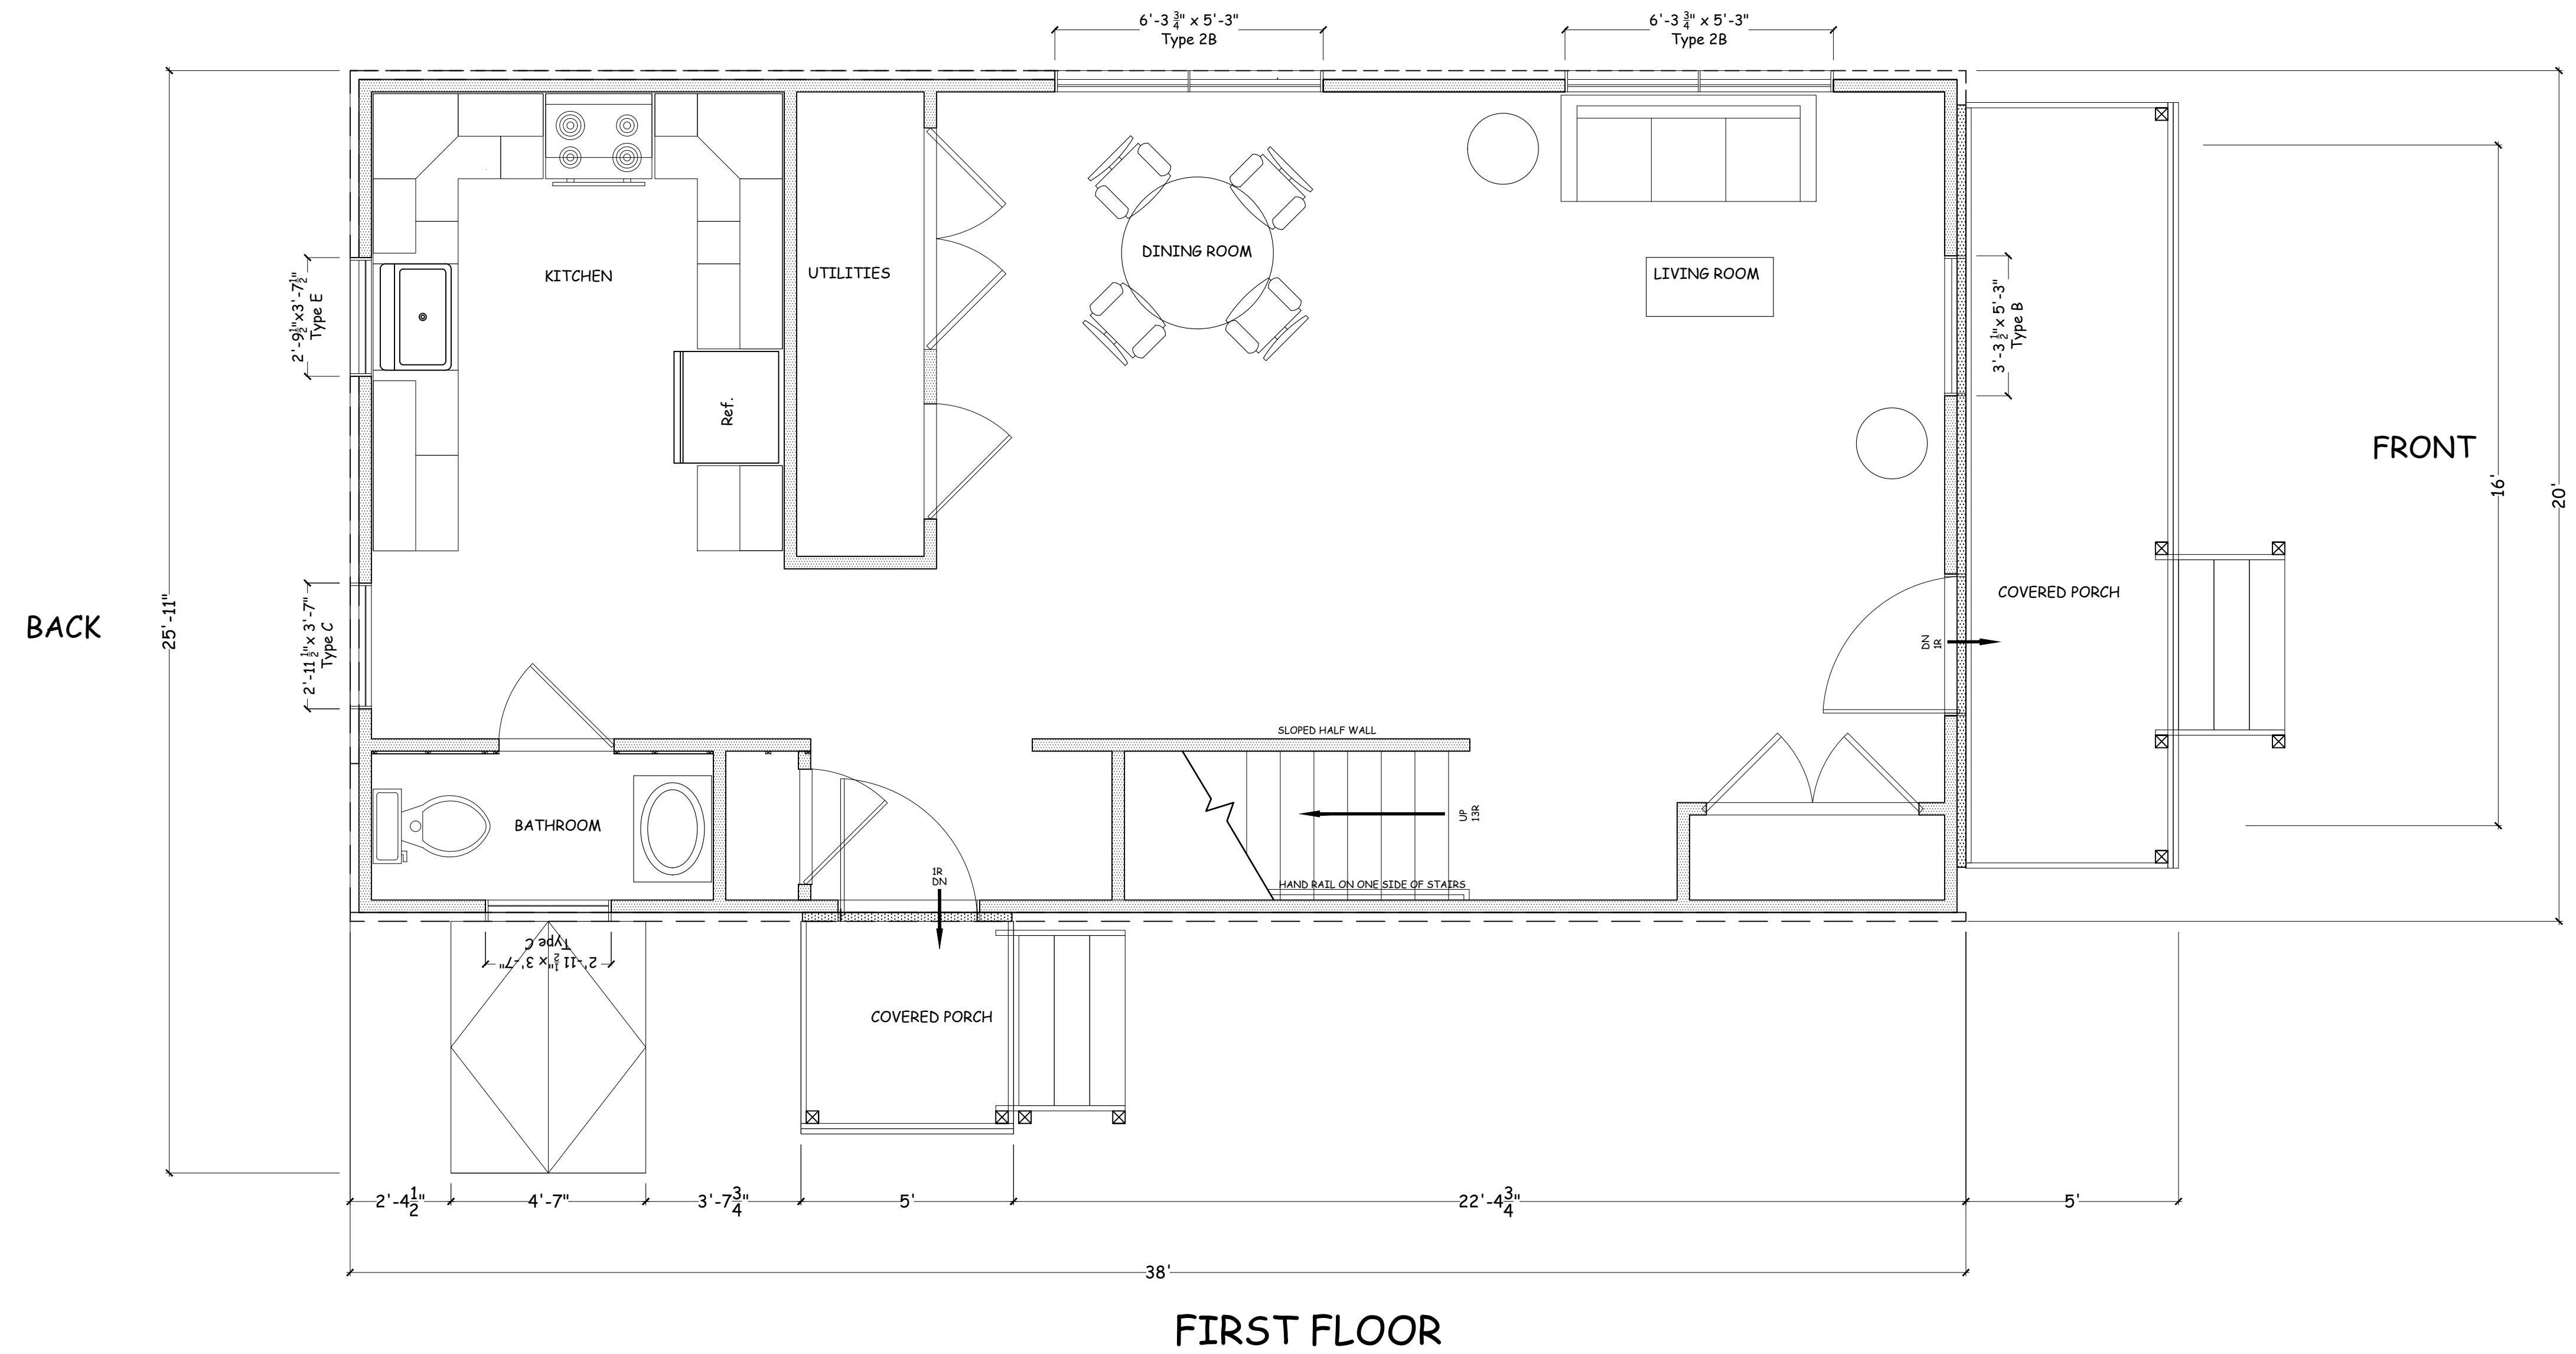 6'-3 3/4" x 5'-3"
Type 2B
6'-3 3/4" x 5'-3"
Type 2B
KITCHEN
UTILITIES
DINING ROOM
LIVING ROOM
2'-9 1/2"x3'-7 1/2"
Type E
3'-3 1/2"x 5'-3"
Type B
Ref.
FRONT
16'
20'
BACK
25'-11"
2'-11 1/2"x 3'-7"
Type C
COVERED PORCH
DN
1R
SLOPED HALF WALL
BATHROOM
UP
13R
1R
DN
HAND RAIL ON ONE SIDE OF STAIRS
2'-11 1/2"x 3'-7"
Type C
COVERED PORCH
2'-4 1/2"
4'-7"
3'-7 3/4"
5'
22'-4 3/4"
5'
38'
FIRST FLOOR